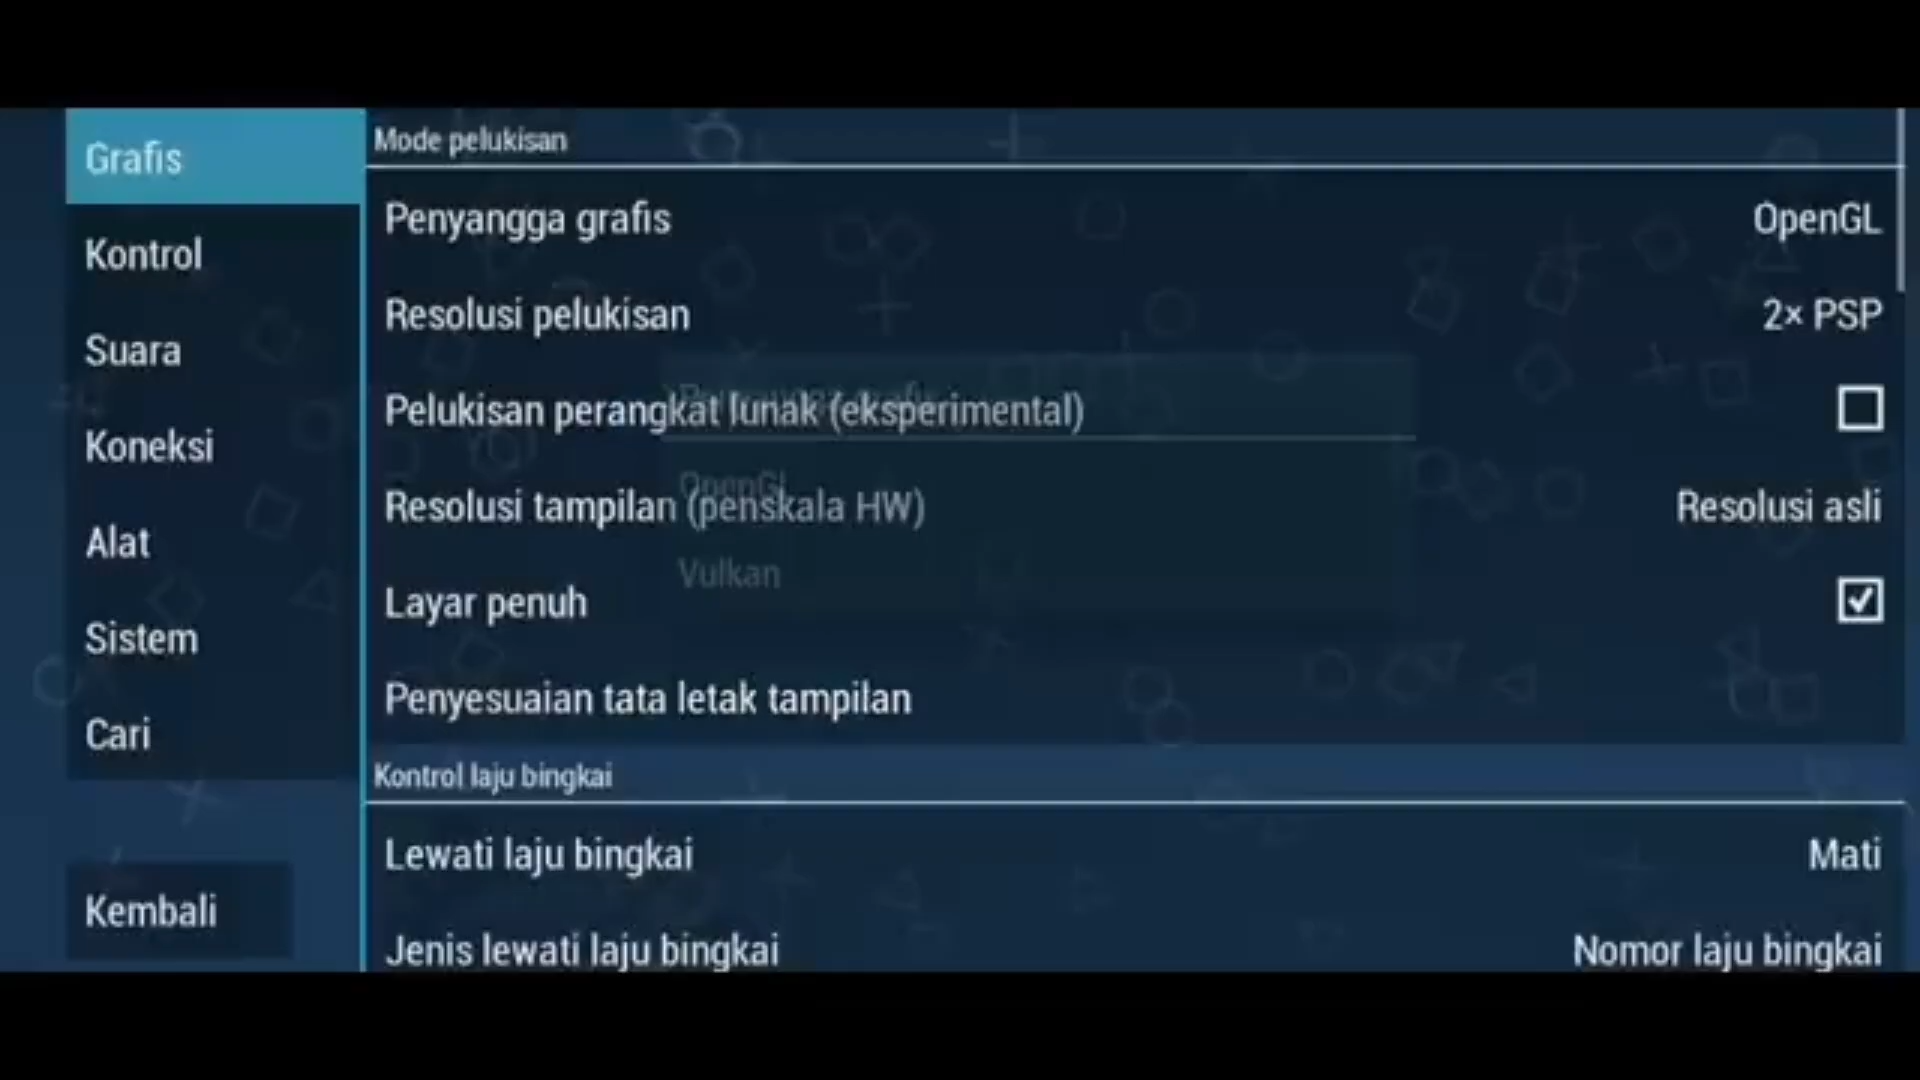 Grafis
Kontrol
Suara
Koneksi
Alat
Sistem
Cari
Kembali
Mode pelukisan
Penyangga grafis OpenGL
Resolusi pelukisan 2× PSP
Pelukisan perangkat lunak (eksperimental)
Resolusi tampilan (penskala HW) Resolusi asli
Layar penuh
Penyesuaian tata letak tampilan
Kontrol laju bingkai
Lewati laju bingkai Mati
Jenis lewati laju bingkai Nomor laju bingkai
OpenGL
Vulkan